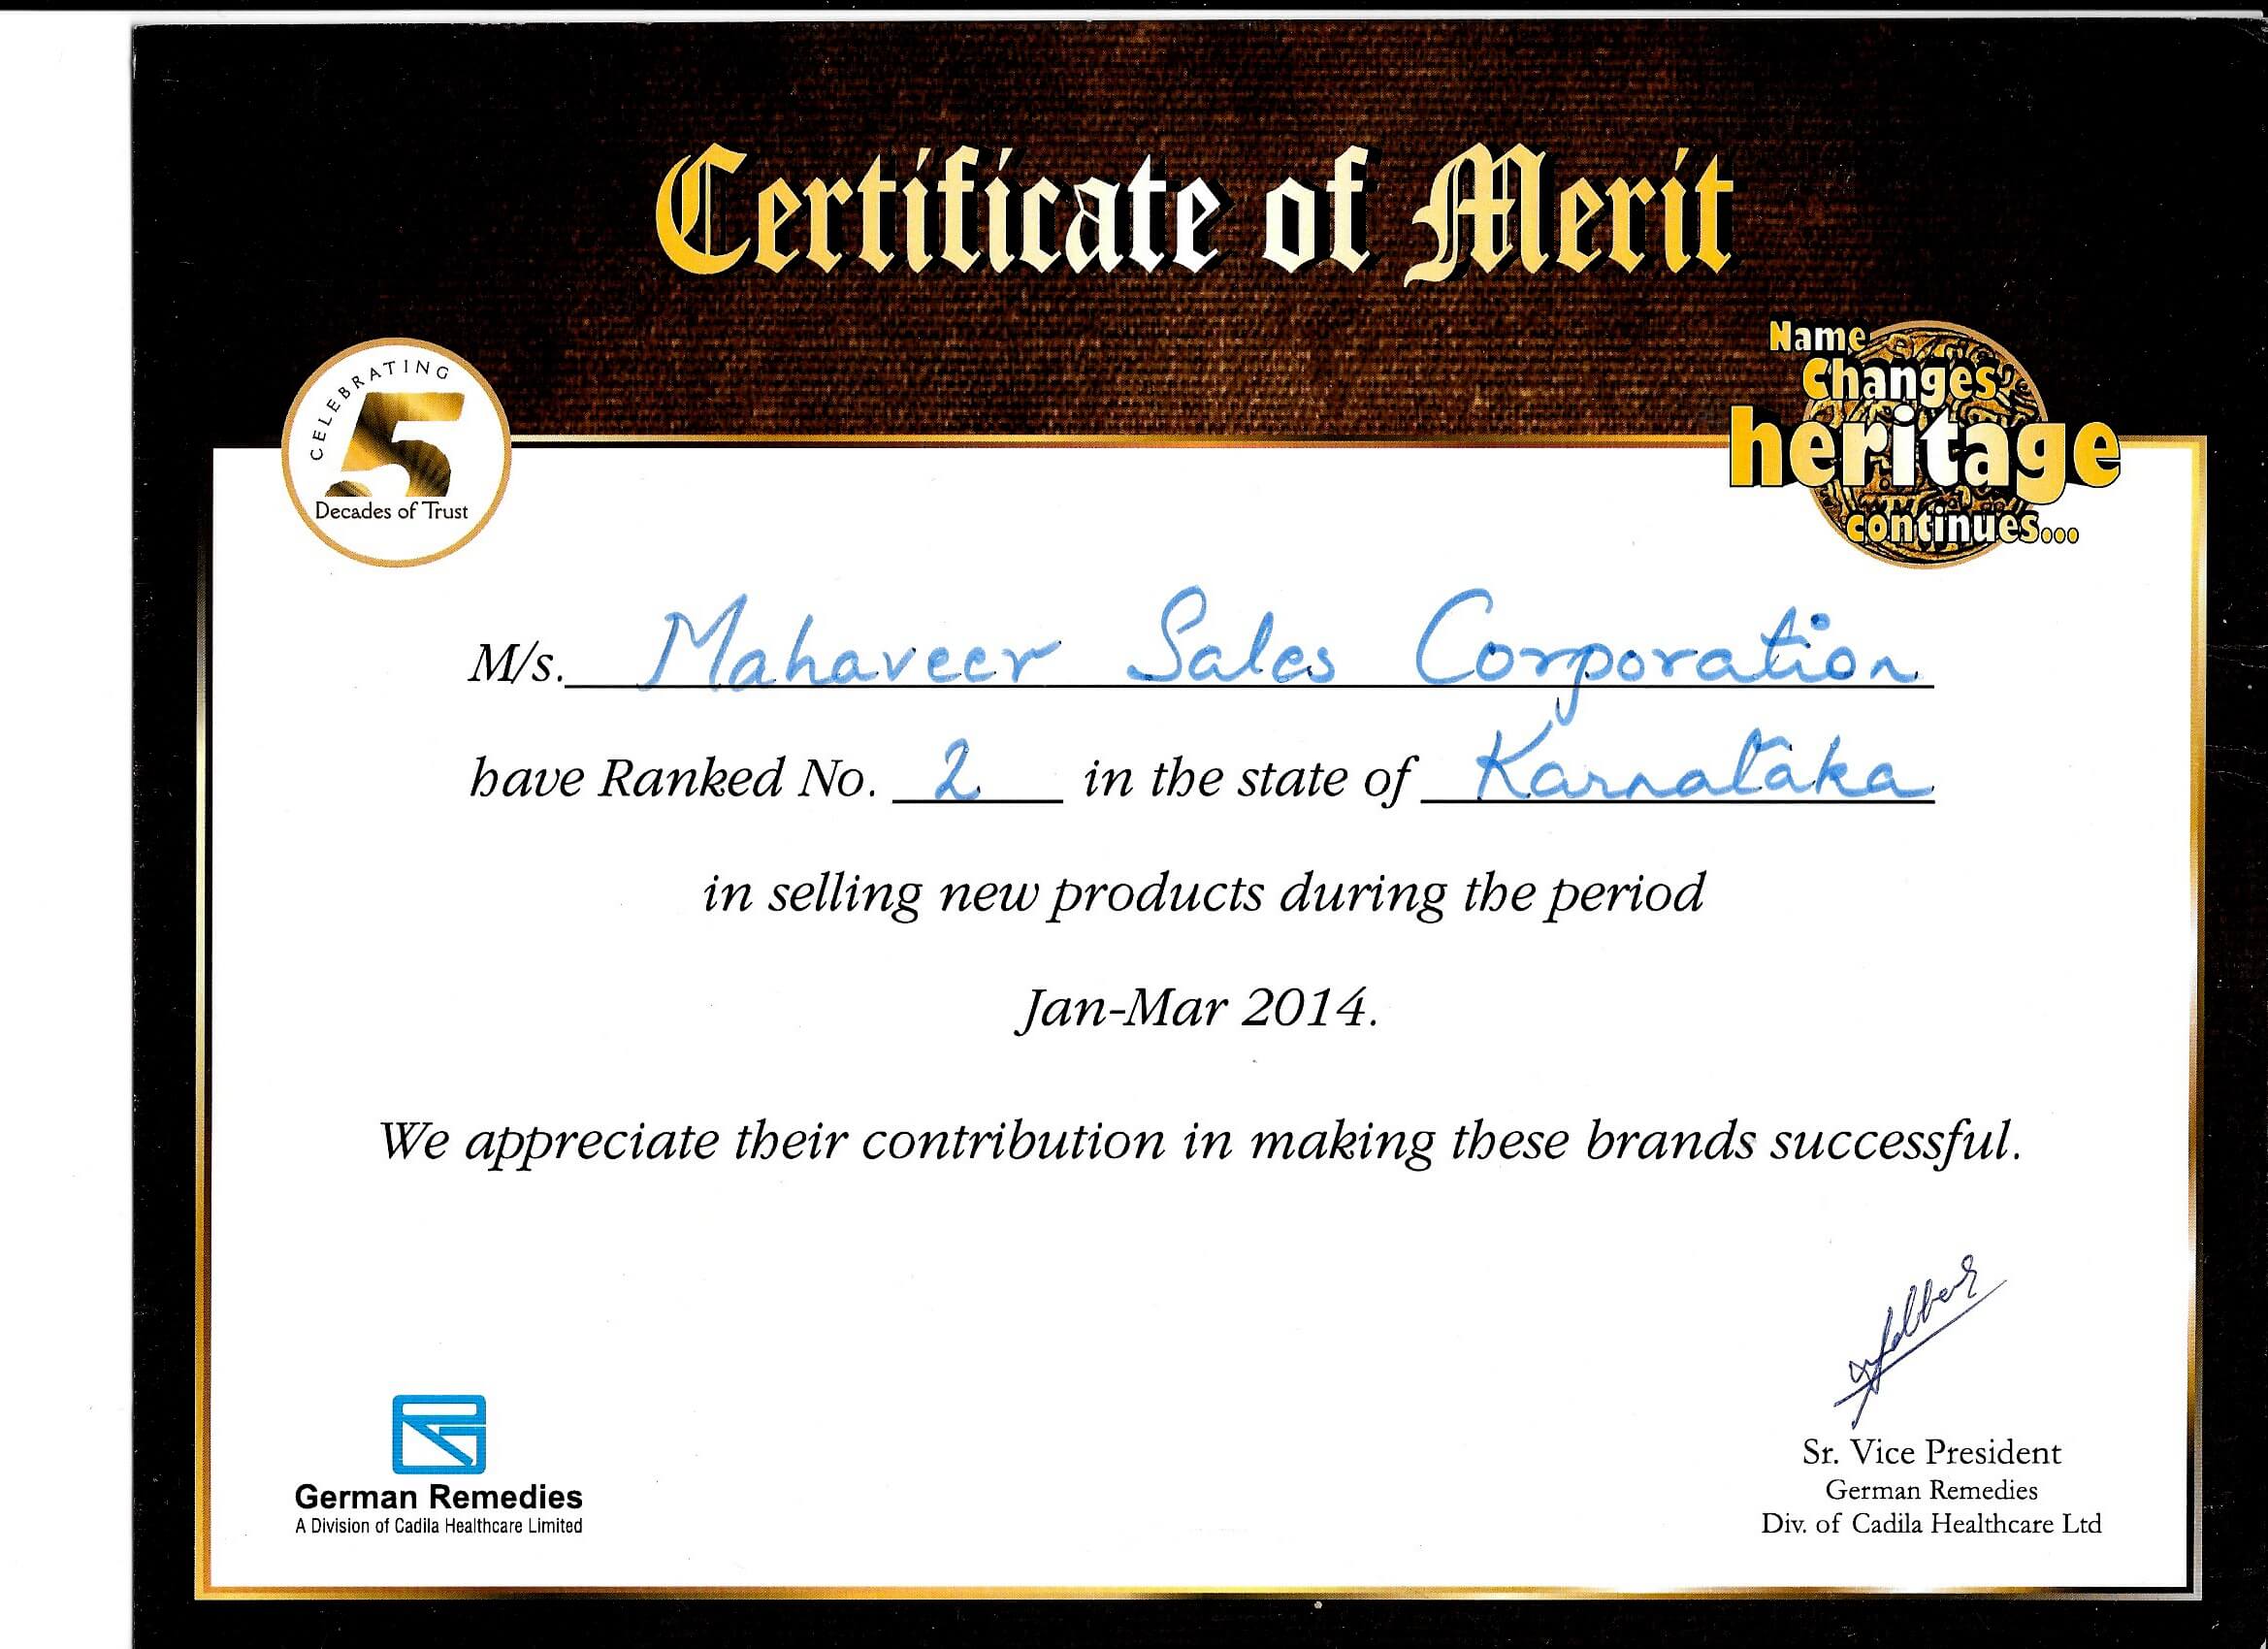 Certificate of Merit
CELEBRATING
5
Decades of Trust
Name
Changes
heritage
continues...
M/s. Mahaveer Sales Corporation
have Ranked No. 2 in the state of Karnataka
in selling new products during the period
Jan-Mar 2014.
We appreciate their contribution in making these brands successful.
German Remedies
A Division of Cadila Healthcare Limited
Sr. Vice President
German Remedies
Div. of Cadila Healthcare Ltd